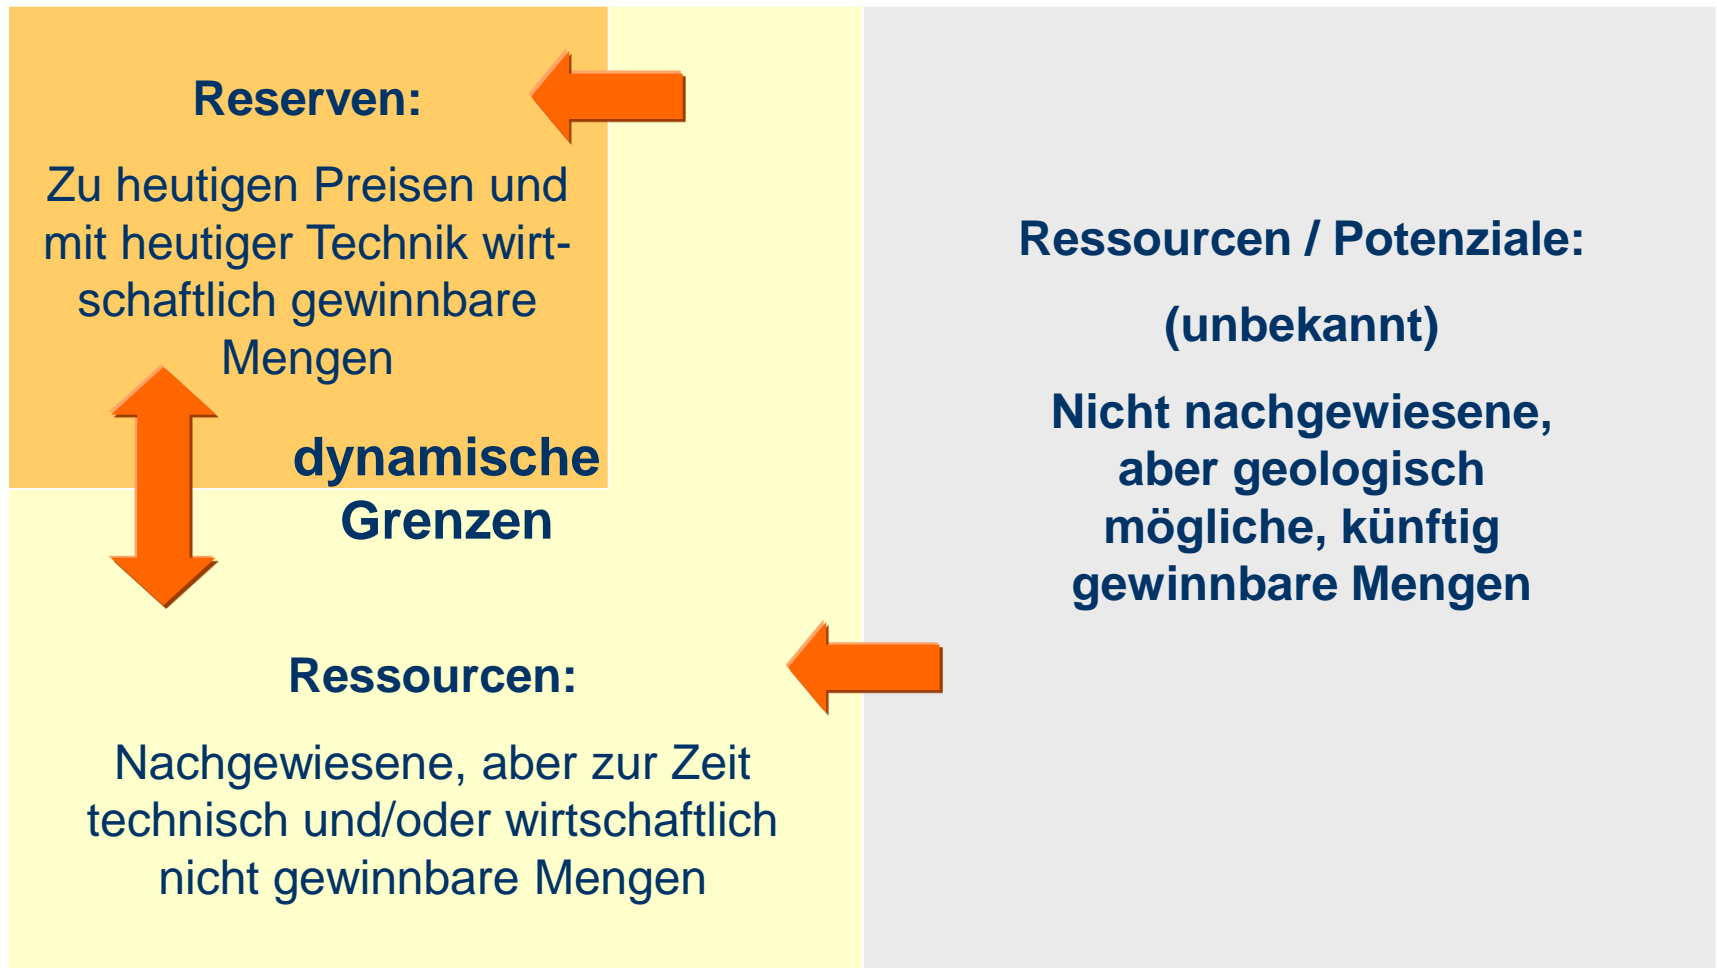 Reserven:
Zu heutigen Preisen und
mit heutiger Technik wirt-
schaftlich gewinnbare
Mengen
dynamische
Grenzen
Ressourcen:
Nachgewiesene, aber zur Zeit
technisch und/oder wirtschaftlich
nicht gewinnbare Mengen
Ressourcen / Potenziale:
(unbekannt)
Nicht nachgewiesene,
aber geologisch
mögliche, künftig
gewinnbare Mengen